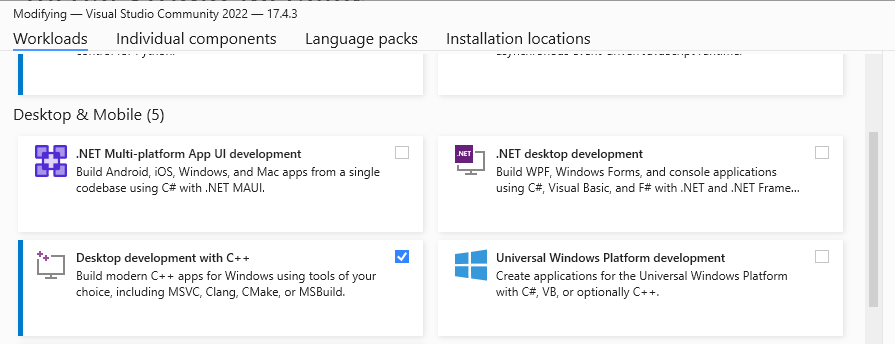 Modifying — Visual Studio Community 2022 — 17.4.3
Workloads Individual components Language packs Installation locations
Desktop & Mobile (5)
.NET Multi-platform App UI development
Build Android, iOS, Windows, and Mac apps from a single
codebase using C# with .NET MAUI.
.NET
.NET desktop development
Build WPF, Windows Forms, and console applications
using C#, Visual Basic, and F# with .NET and .NET Frame...
Desktop development with C++
Build modern C++ apps for Windows using tools of your
choice, including MSVC, Clang, CMake, or MSBuild.
Universal Windows Platform development
Create applications for the Universal Windows Platform
with C#, VB, or optionally C++.